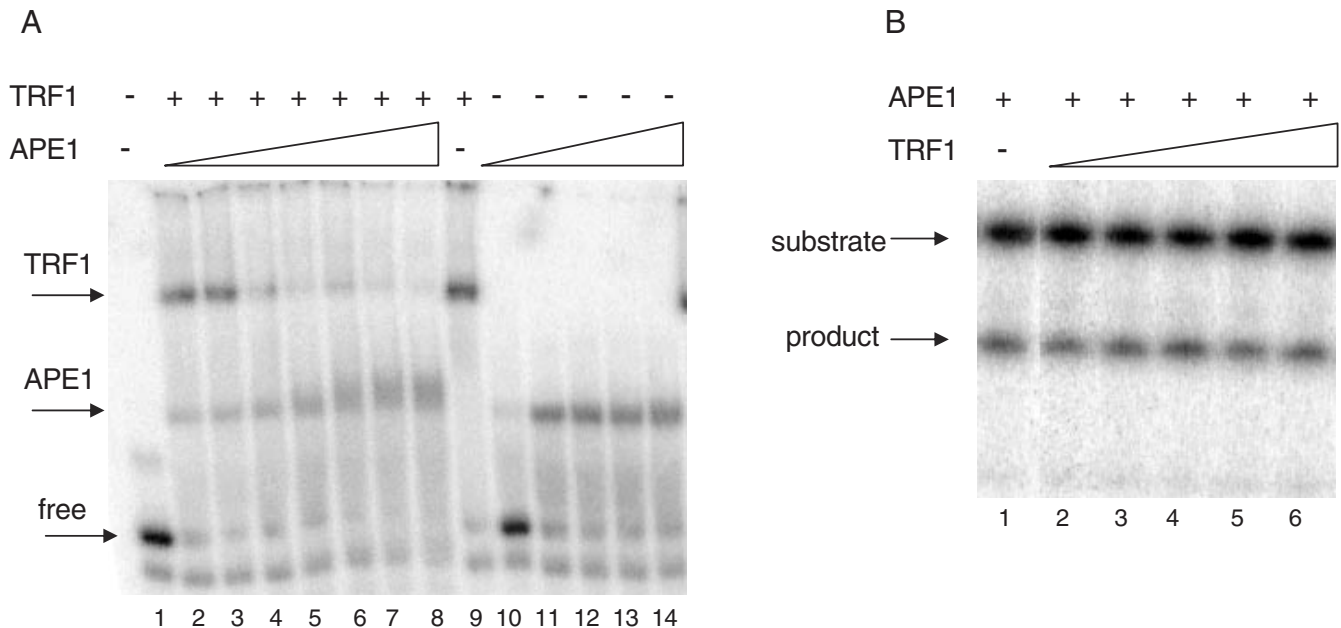 A
TRF1 - + + + + + + + + - - - - -
APE1 - -
TRF1
APE1
free
1 2 3 4 5 6 7 8 9 10 11 12 13 14
B
APE1 + + + + + +
TRF1 -
substrate
product
1 2 3 4 5 6